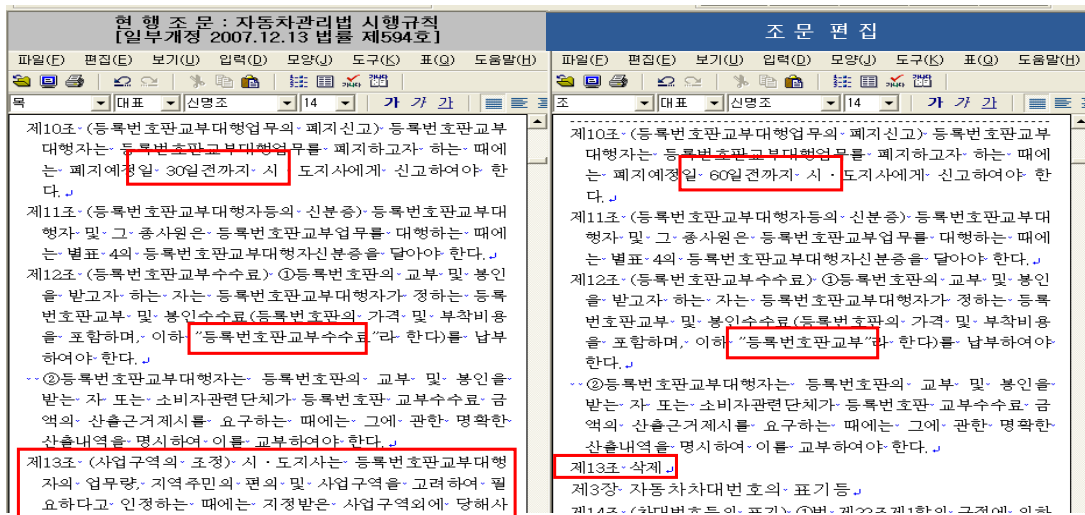 현 행 조 문 : 자동차관리법 시행규칙
[일부개정 2007.12.13 법률 제594호]
파일(F) 편집(E) 보기(U) 입력(D) 모양(J) 도구(K) 표(Q) 도움말(H)
목 대표 신명조 14 가 가 가
제10조 (등록번호판교부대행업무의 폐지신고) 등록번호판교부
대행자는 등록번호판교부대행업무를 폐지하고자 하는 때에
는 폐지예정일 30일전까지 시·도지사에게 신고하여야 한
다.
제11조 (등록번호판교부대행자등의 신분증) 등록번호판교부대
행자 및 그 종사원은 등록번호판교부업무를 대행하는 때에
는 별표 4의 등록번호판교부대행자신분증을 달아야 한다.
제12조 (등록번호판교부수수료) ①등록번호판의 교부 및 봉인
을 받고자 하는 자는 등록번호판교부대행자가 정하는 등록
번호판교부 및 봉인수수료(등록번호판의 가격 및 부착비용
을 포함하며, 이하 "등록번호판교부수수료"라 한다)를 납부
하여야 한다.
②등록번호판교부대행자는 등록번호판의 교부 및 봉인을
받는 자 또는 소비자관련단체가 등록번호판 교부수수료 금
액의 산출근거제시를 요구하는 때에는 그에 관한 명확한
산출내역을 명시하여 이를 교부하여야 한다.
제13조 (사업구역의 조정) 시·도지사는 등록번호판교부대행
자의 업무량, 지역주민의 편의 및 사업구역을 고려하여 필
요하다고 인정하는 때에는 지정받은 사업구역외에 당해사
조 문 편 집
파일(F) 편집(E) 보기(U) 입력(D) 모양(J) 도구(K) 표(Q) 도움말(H)
조 대표 신명조 14 가 가 가
제10조 (등록번호판교부대행업무의 폐지신고) 등록번호판교부
대행자는 등록번호판교부대행업무를 폐지하고자 하는 때에
는 폐지예정일 60일전까지 시·도지사에게 신고하여야 한
다.
제11조 (등록번호판교부대행자등의 신분증) 등록번호판교부대
행자 및 그 종사원은 등록번호판교부업무를 대행하는 때에
는 별표 4의 등록번호판교부대행자신분증을 달아야 한다.
제12조 (등록번호판교부수수료) ①등록번호판의 교부 및 봉인
을 받고자 하는 자는 등록번호판교부대행자가 정하는 등록
번호판교부 및 봉인수수료(등록번호판의 가격 및 부착비용
을 포함하며, 이하 "등록번호판교부"라 한다)를 납부하여야
한다.
②등록번호판교부대행자는 등록번호판의 교부 및 봉인을
받는 자 또는 소비자관련단체가 등록번호판 교부수수료 금
액의 산출근거제시를 요구하는 때에는 그에 관한 명확한
산출내역을 명시하여 이를 교부하여야 한다.
제13조 삭제
제3장 자동차차대번호의 표기등
제14조 (차대번호등의 표기) ①법 제22조제1항의 규정에 의하